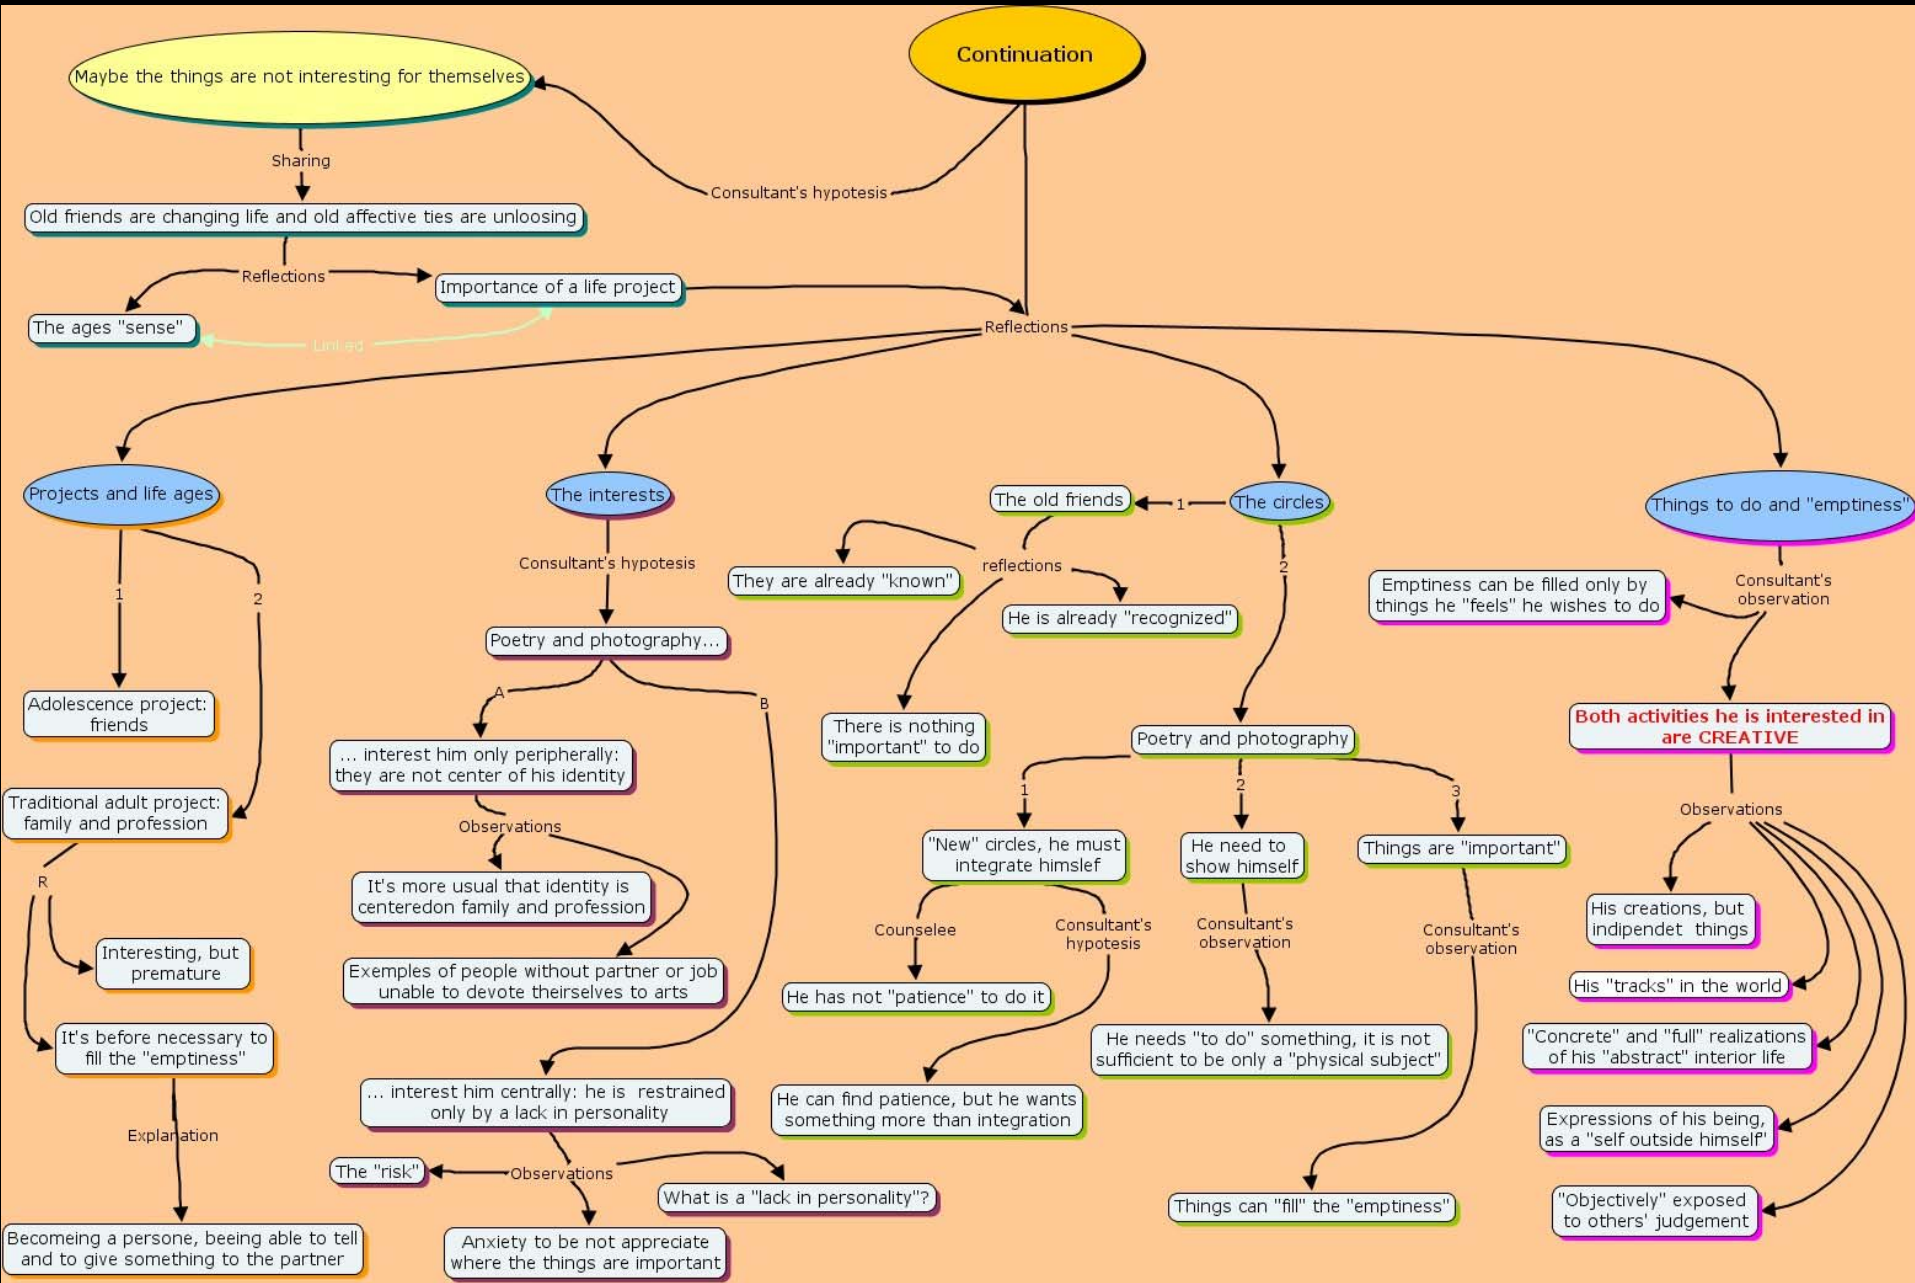 Continuation
Maybe the things are not interesting for themselves
Sharing
Consultant's hypotesis
Old friends are changing life and old affective ties are unloosing
Reflections
Importance of a life project
The ages "sense"
Linked
Reflections
Projects and life ages
1
2
Adolescence project:
friends
Traditional adult project:
family and profession
R
Interesting, but
premature
It's before necessary to
fill the "emptiness"
Explanation
Becomeing a persone, beeing able to tell
and to give something to the partner
The interests
Consultant's hypotesis
Poetry and photography...
A
B
... interest him only peripherally:
they are not center of his identity
Observations
It's more usual that identity is
centeredon family and profession
Exemples of people without partner or job
unable to devote theirselves to arts
... interest him centrally: he is restrained
only by a lack in personality
Observations
The "risk"
What is a "lack in personality"?
Anxiety to be not appreciate
where the things are important
The circles
1
The old friends
reflections
They are already "known"
He is already "recognized"
There is nothing
"important" to do
2
Poetry and photography
1
2
3
"New" circles, he must
integrate himslef
Counselee
Consultant's
hypotesis
He has not "patience" to do it
He can find patience, but he wants
something more than integration
He need to
show himself
Consultant's
observation
He needs "to do" something, it is not
sufficient to be only a "physical subject"
Things are "important"
Consultant's
observation
Things can "fill" the "emptiness"
Things to do and "emptiness"
Consultant's
observation
Emptiness can be filled only by
things he "feels" he wishes to do
Both activities he is interested in
are CREATIVE
Observations
His creations, but
indipendet things
His "tracks" in the world
"Concrete" and "full" realizations
of his "abstract" interior life
Expressions of his being,
as a "self outside himself"
"Objectively" exposed
to others' judgement